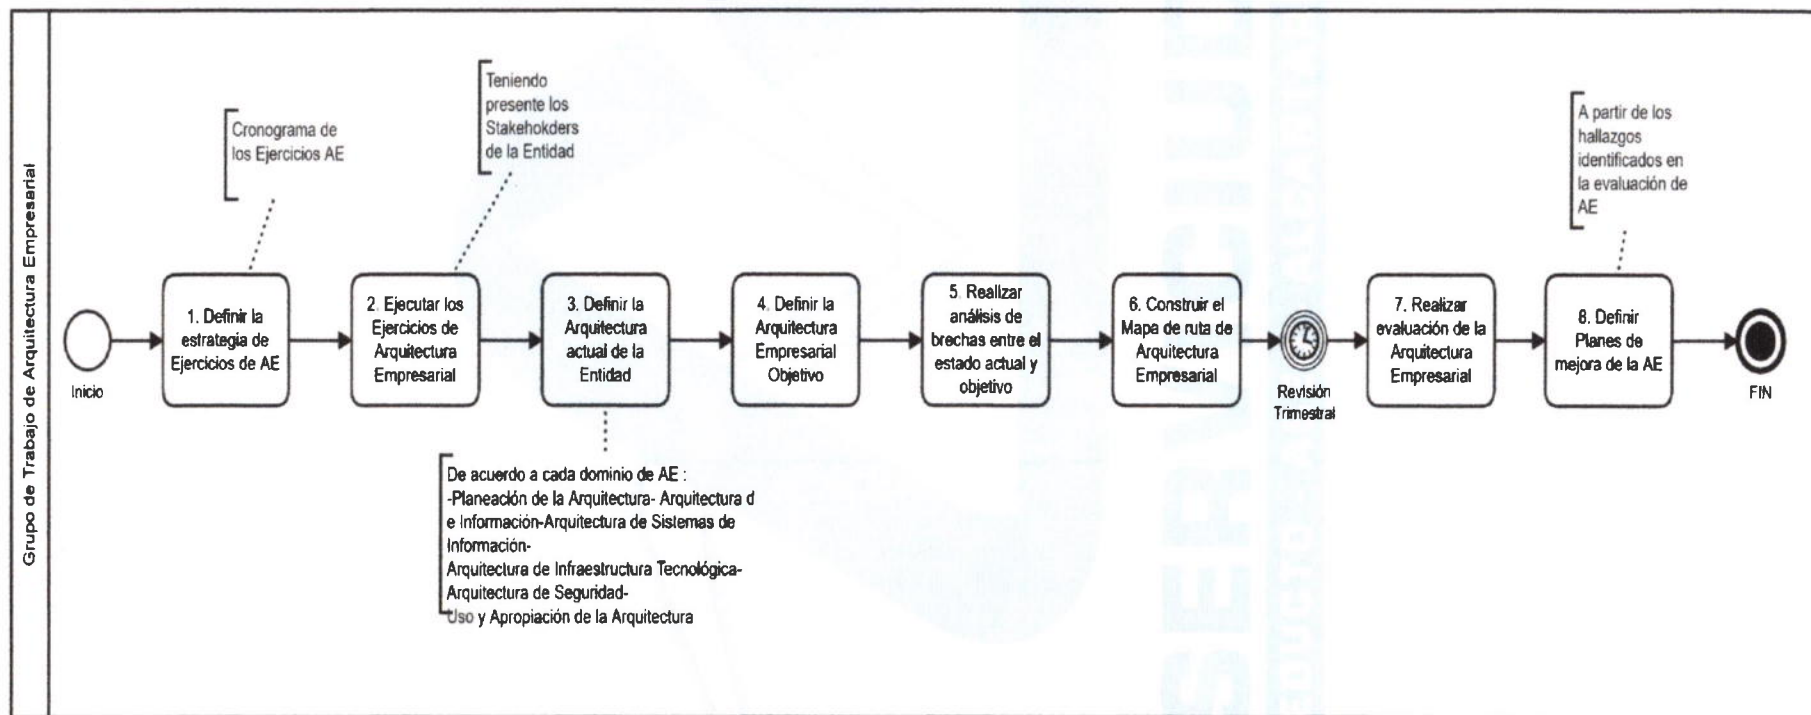 Grupo de Trabajo de Arquitectura Empresarial
Inicio
Cronograma de
los Ejercicios AE
1. Definir la
estrategia de
Ejercicios de AE
Teniendo
presente los
Stakehokders
de la Entidad
2. Ejecutar los
Ejercicios de
Arquitectura
Empresarial
3. Definir la
Arquitectura
actual de la
Entidad
De acuerdo a cada dominio de AE :
-Planeación de la Arquitectura- Arquitectura d
e Información-Arquitectura de Sistemas de
Información-
Arquitectura de Infraestructura Tecnológica-
Arquitectura de Seguridad-
Uso y Apropiación de la Arquitectura
4. Definir la
Arquitectura
Empresarial
Objetivo
5. Realizar
análisis de
brechas entre el
estado actual y
objetivo
6. Construir el
Mapa de ruta de
Arquitectura
Empresarial
Revisión
Trimestral
7. Realizar
evaluación de la
Arquitectura
Empresarial
A partir de los
hallazgos
identificados en
la evaluación de
AE
8. Definir
Planes de
mejora de la AE
FIN